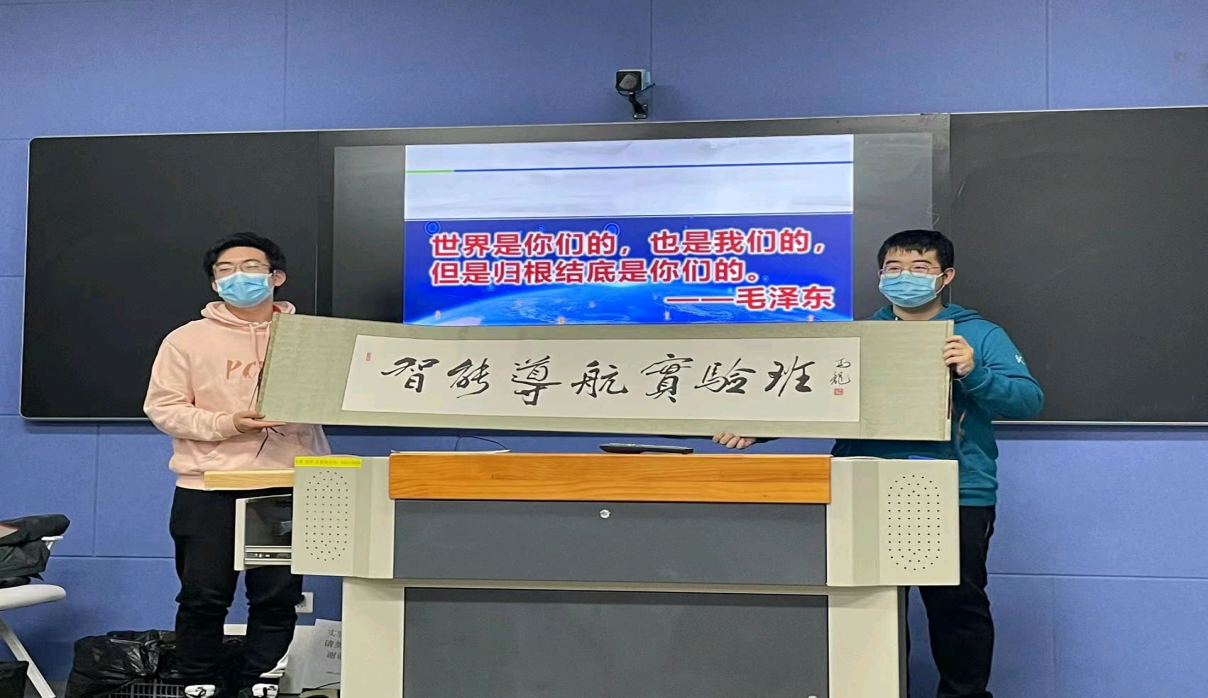 世界是你们的，也是我们的，
但是归根结底是你们的。
——毛泽东
智能導航實驗班